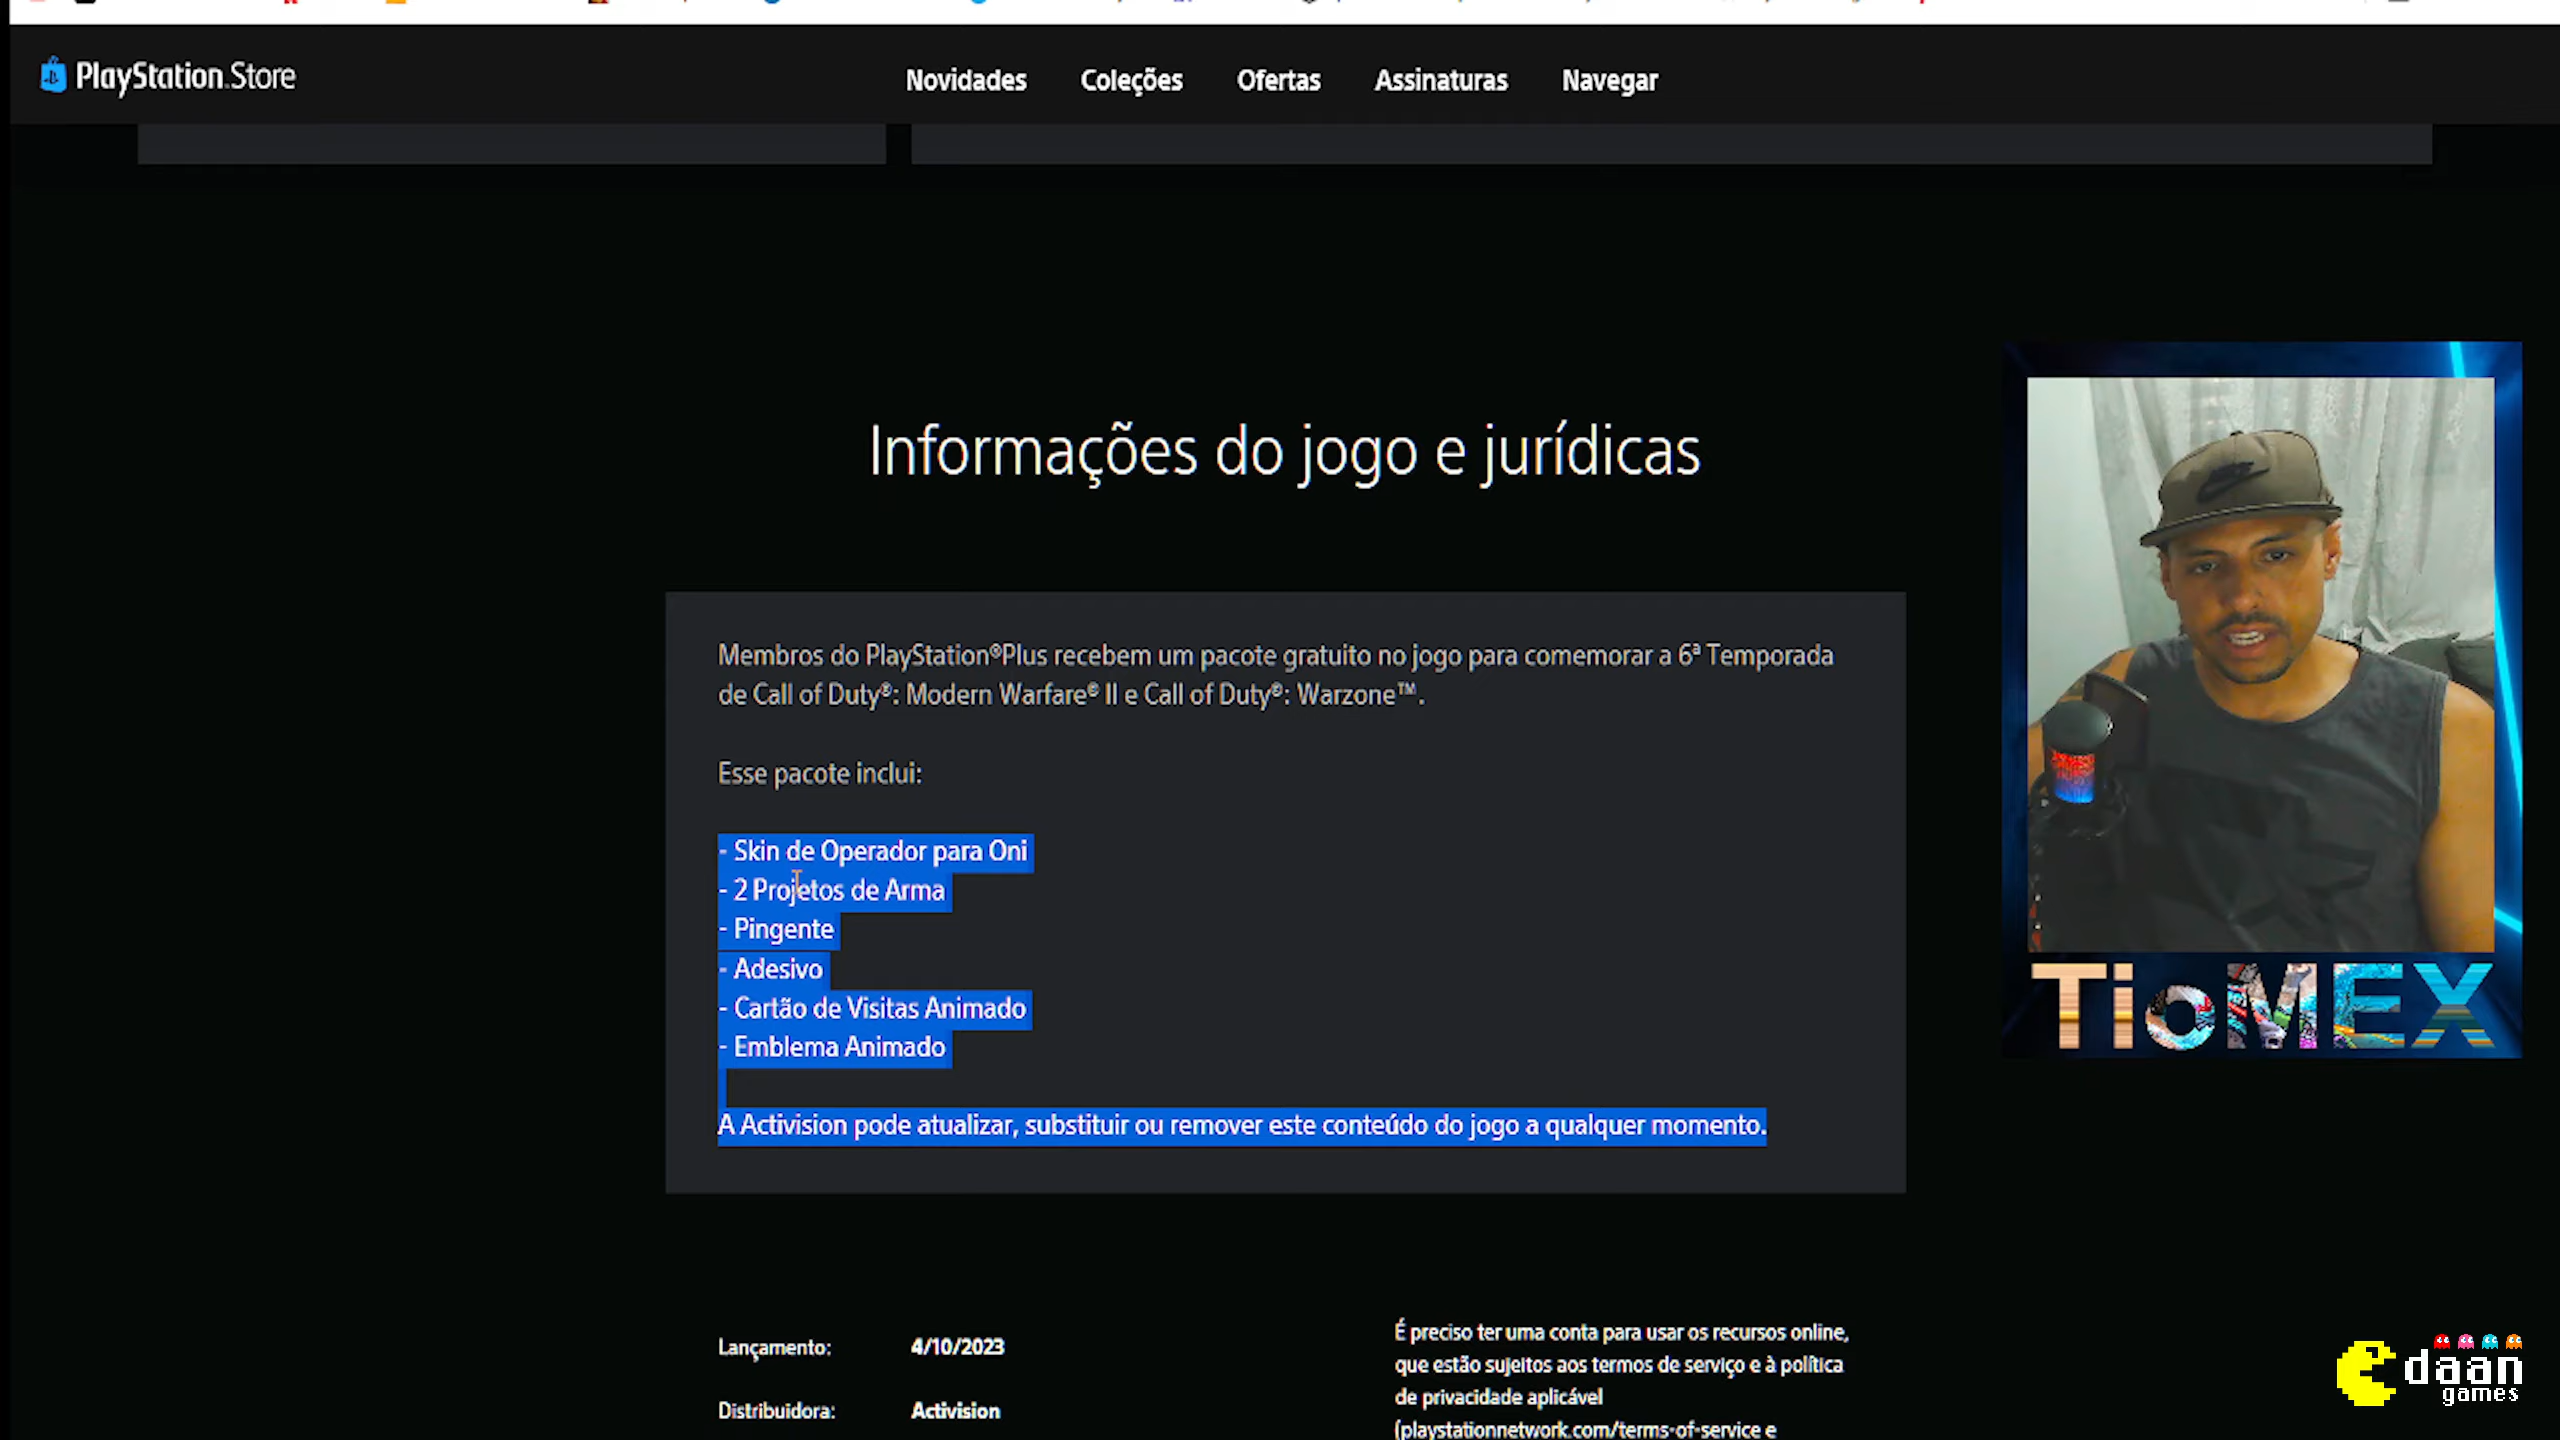 PlayStation Store
Novidades
Coleções
Ofertas
Assinaturas
Navegar
Informações do jogo e jurídicas
Membros do PlayStation®Plus recebem um pacote gratuito no jogo para comemorar a 6ª Temporada
de Call of Duty®: Modern Warfare® II e Call of Duty®: Warzone™.
Esse pacote inclui:
- Skin de Operador para Oni
- 2 Projetos de Arma
- Pingente
- Adesivo
- Cartão de Visitas Animado
- Emblema Animado
A Activision pode atualizar, substituir ou remover este conteúdo do jogo a qualquer momento.
TioMEX
Lançamento: 4/10/2023
Distribuidora: Activision
É preciso ter uma conta para usar os recursos online,
que estão sujeitos aos termos de serviço e à política
de privacidade aplicável
(playstationnetwork.com/terms-of-service e
daan
games